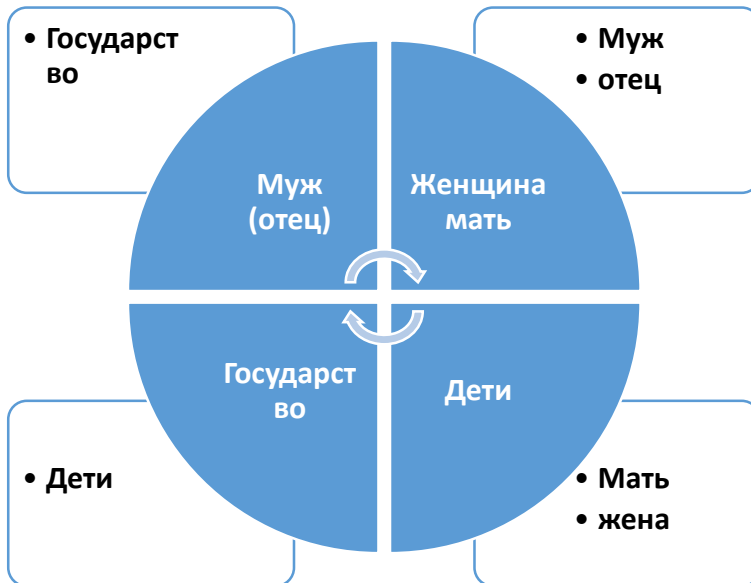 • Государст
во
• Муж
• отец
Муж
(отец)
Женщина
мать
Государст
во
Дети
• Дети
• Мать
• жена